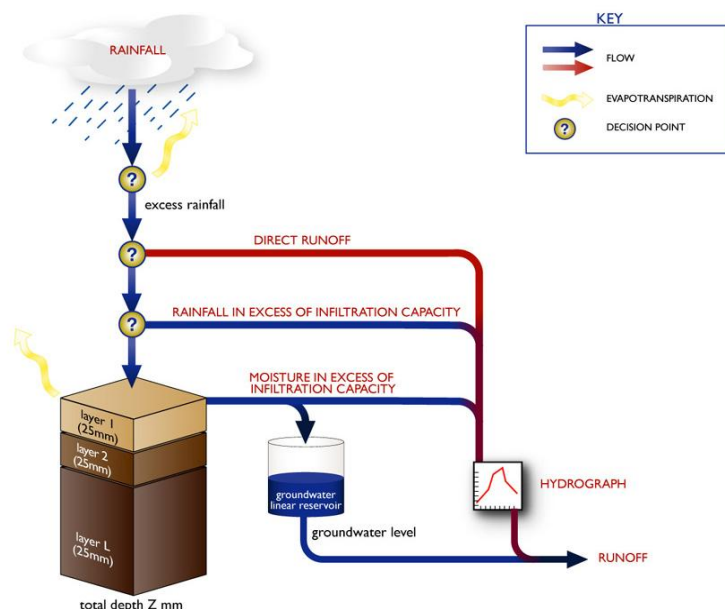 KEY
FLOW
EVAPOTRANSPIRATION
?
DECISION POINT
RAINFALL
?
excess rainfall
?
DIRECT RUNOFF
?
RAINFALL IN EXCESS OF INFILTRATION CAPACITY
MOISTURE IN EXCESS OF
INFILTRATION CAPACITY
layer 1
(25mm)
layer 2
(25mm)
layer L
(25mm)
total depth Z mm
groundwater
linear reservoir
groundwater level
HYDROGRAPH
RUNOFF